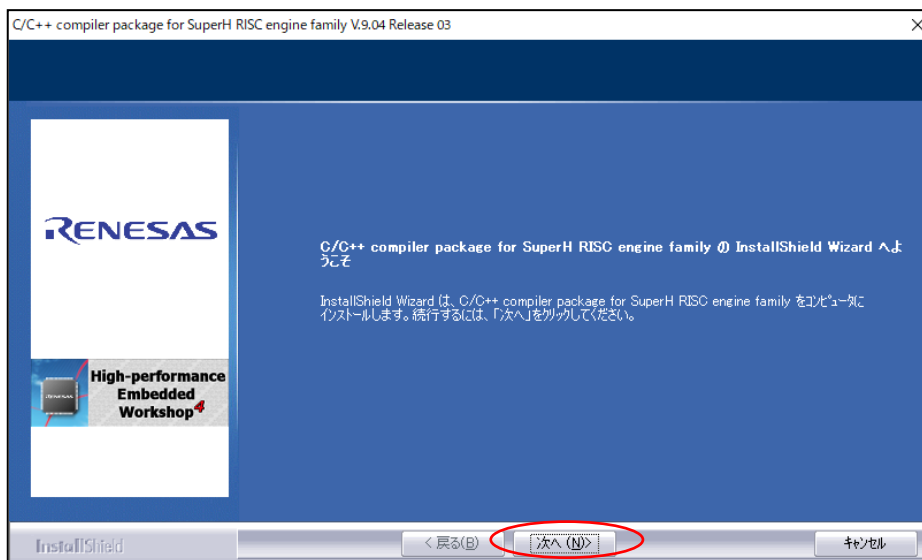 C/C++ compiler package for SuperH RISC engine family V.9.04 Release 03
RENESAS
C/C++ compiler package for SuperH RISC engine family の InstallShield Wizard へよ
うこそ
InstallShield Wizard は、C/C++ compiler package for SuperH RISC engine family をコンピュータに
インストールします。続行するには、「次へ」をクリックしてください。
RENESAS
High-performance
Embedded
Workshop4
InstallShield
< 戻る(B)
次へ (N)>
キャンセル